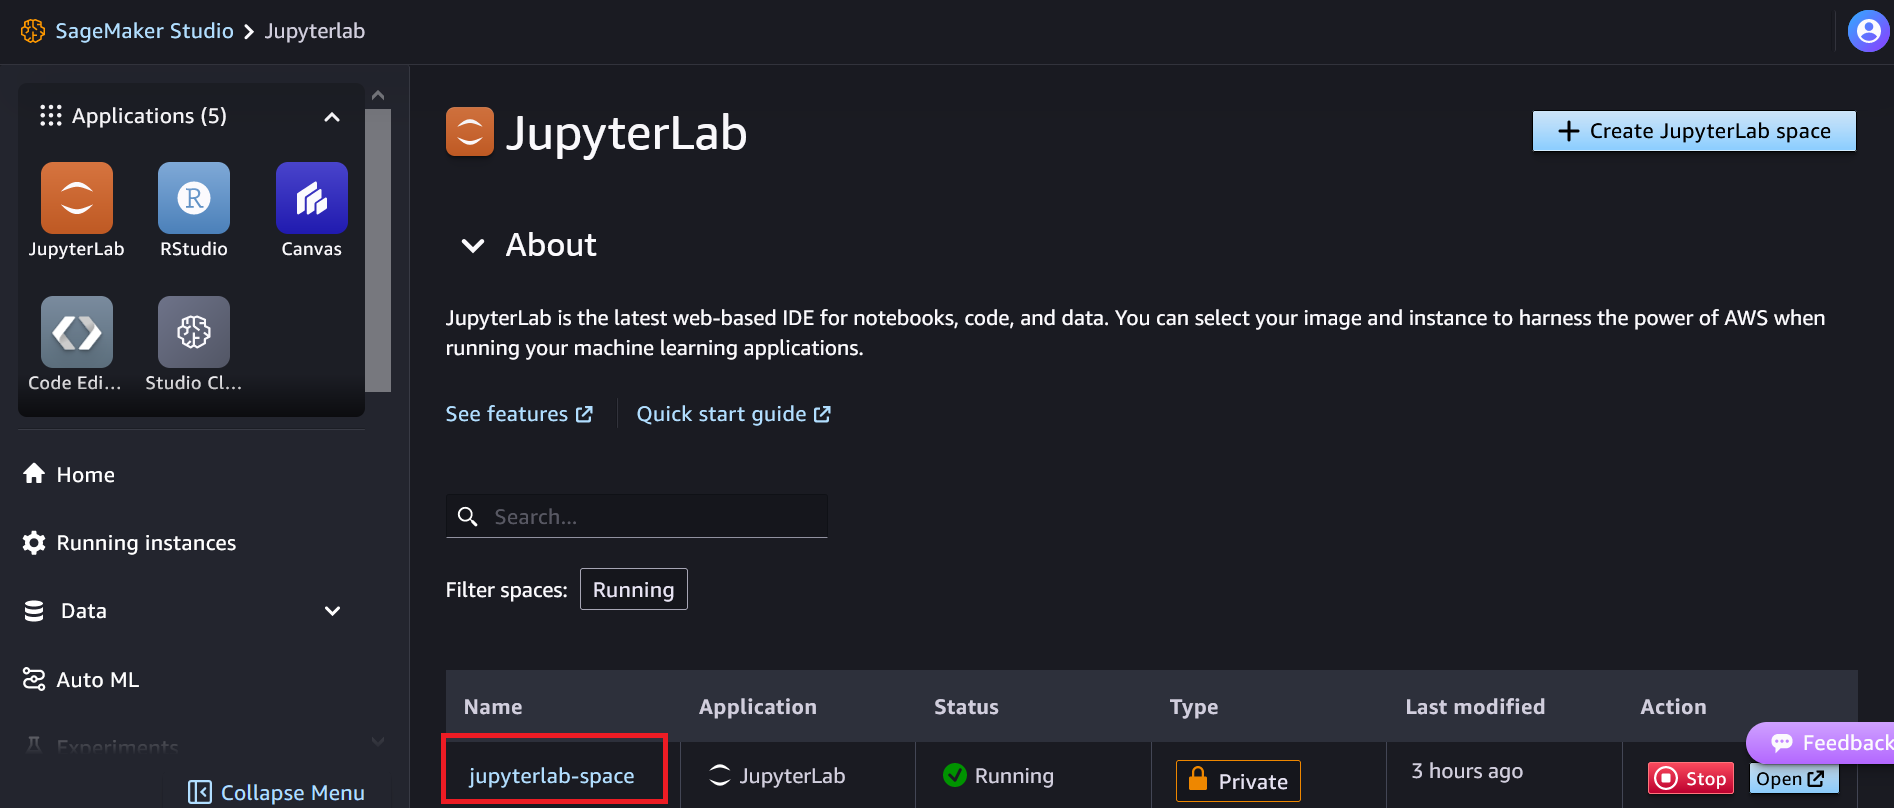 SageMaker Studio > Jupyterlab
Applications (5)
JupyterLab RStudio Canvas
Code Edi... Studio Cl...
Home
Running instances
Data
Auto ML
Experiments
Collapse Menu
JupyterLab
+ Create JupyterLab space
About
JupyterLab is the latest web-based IDE for notebooks, code, and data. You can select your image and instance to harness the power of AWS when
running your machine learning applications.
See features Quick start guide
Search...
Filter spaces: Running
Name Application Status Type Last modified Action
jupyterlab-space JupyterLab Running Private 3 hours ago Stop Open
Feedback